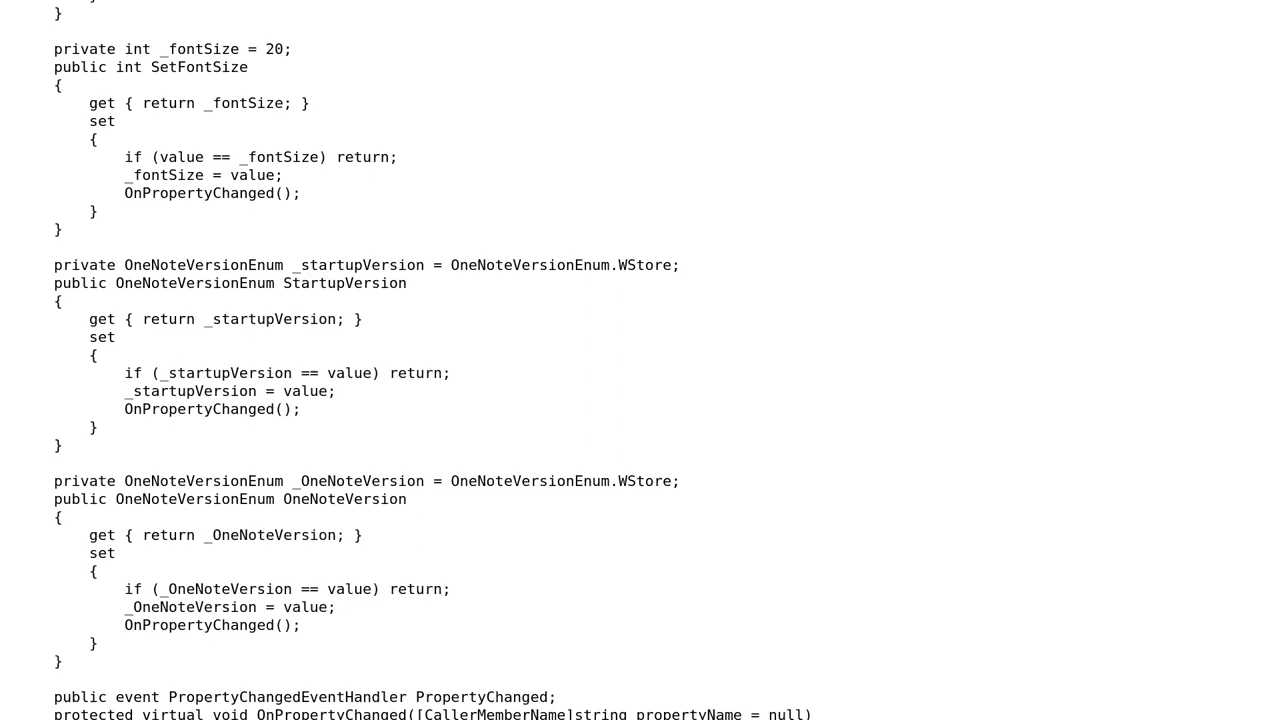 }
private int _fontSize = 20;
public int SetFontSize
{
get { return _fontSize; }
set
{
if (value == _fontSize) return;
_fontSize = value;
OnPropertyChanged();
}
}
private OneNoteVersionEnum _startupVersion = OneNoteVersionEnum.WStore;
public OneNoteVersionEnum StartupVersion
{
get { return _startupVersion; }
set
{
if (_startupVersion == value) return;
_startupVersion = value;
OnPropertyChanged();
}
}
private OneNoteVersionEnum _OneNoteVersion = OneNoteVersionEnum.WStore;
public OneNoteVersionEnum OneNoteVersion
{
get { return _OneNoteVersion; }
set
{
if (_OneNoteVersion == value) return;
_OneNoteVersion = value;
OnPropertyChanged();
}
}
public event PropertyChangedEventHandler PropertyChanged;
protected virtual void OnPropertyChanged([CallerMemberName]string propertyName = null)